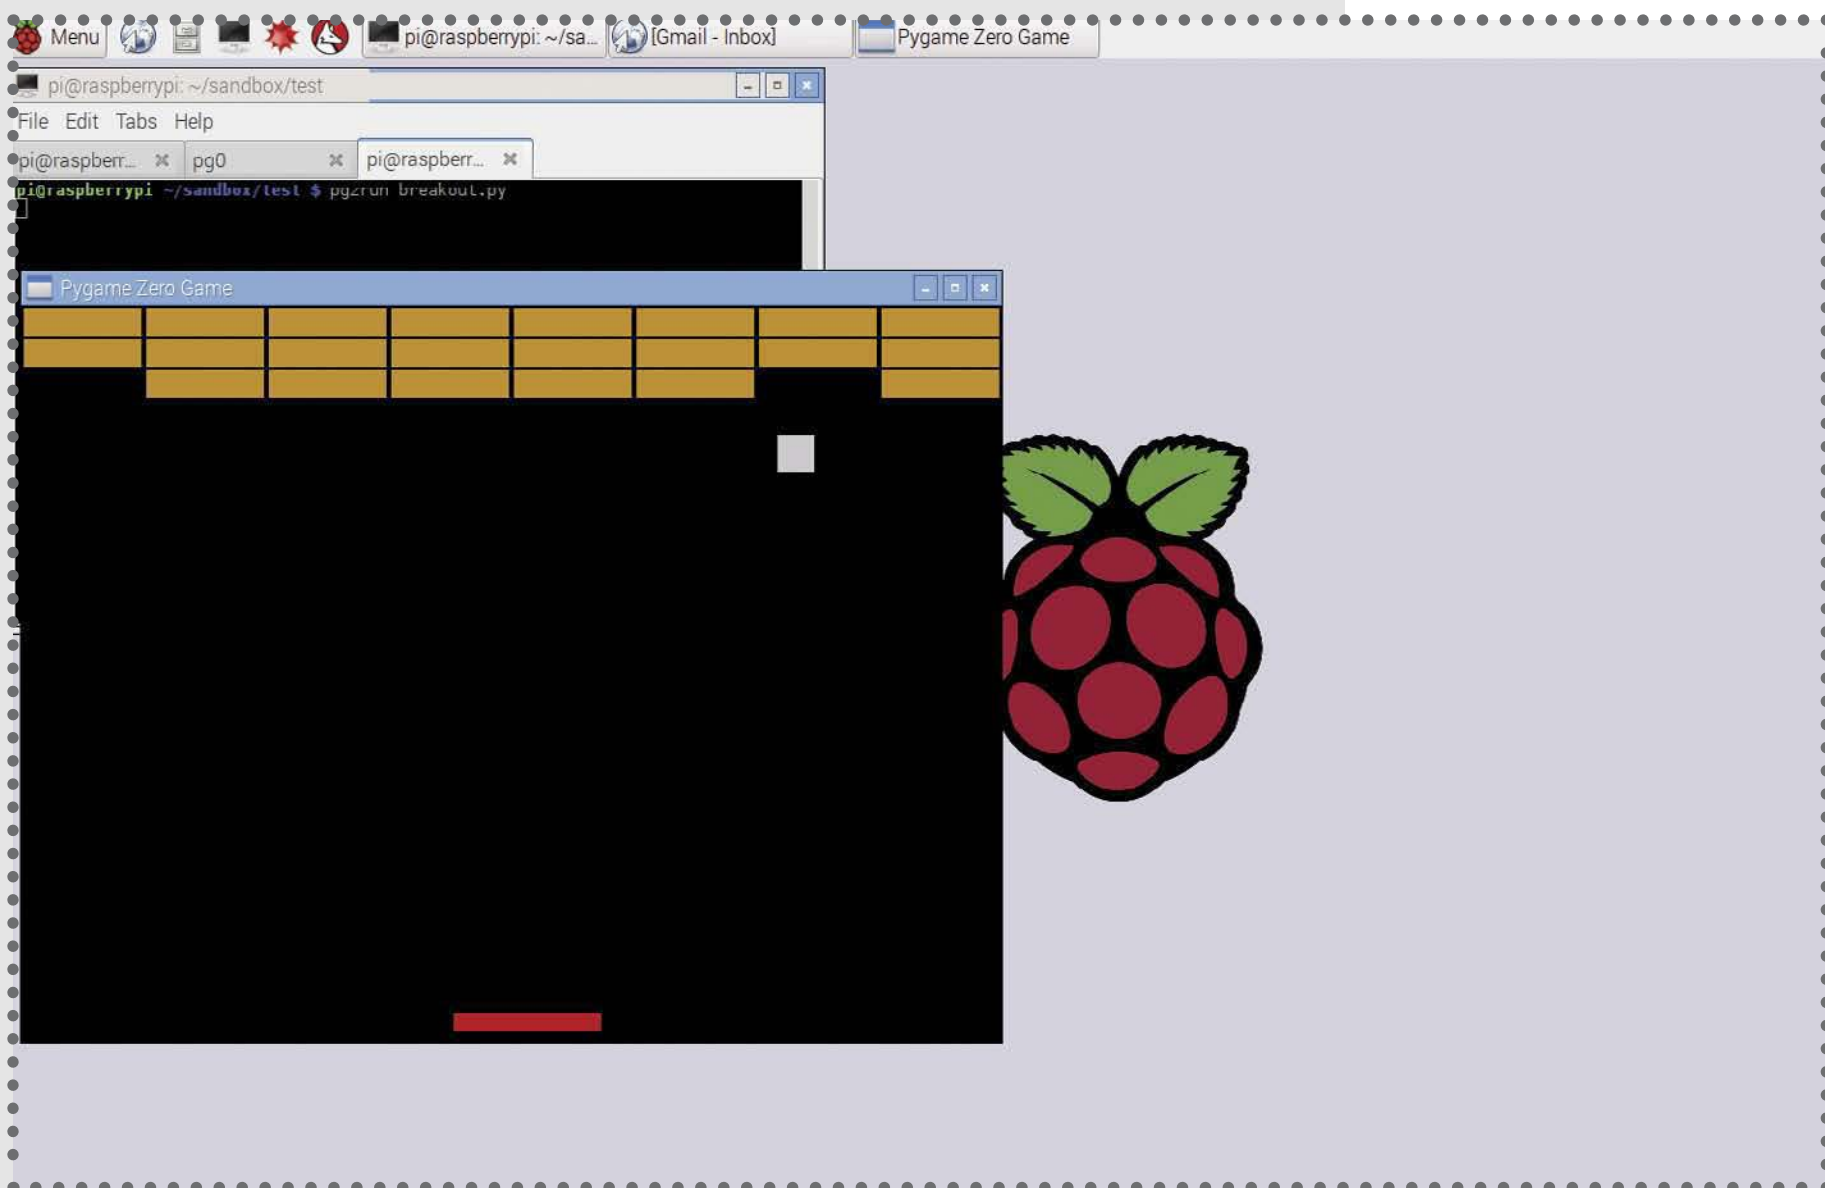 Menu pi@raspberrypi: ~/sa... [Gmail - Inbox] Pygame Zero Game
pi@raspberrypi: ~/sandbox/test
File Edit Tabs Help
pi@raspberr... pg0 pi@raspberr...
pi@raspberrypi ~/sandbox/test $ pgzrun breakout.py
Pygame Zero Game